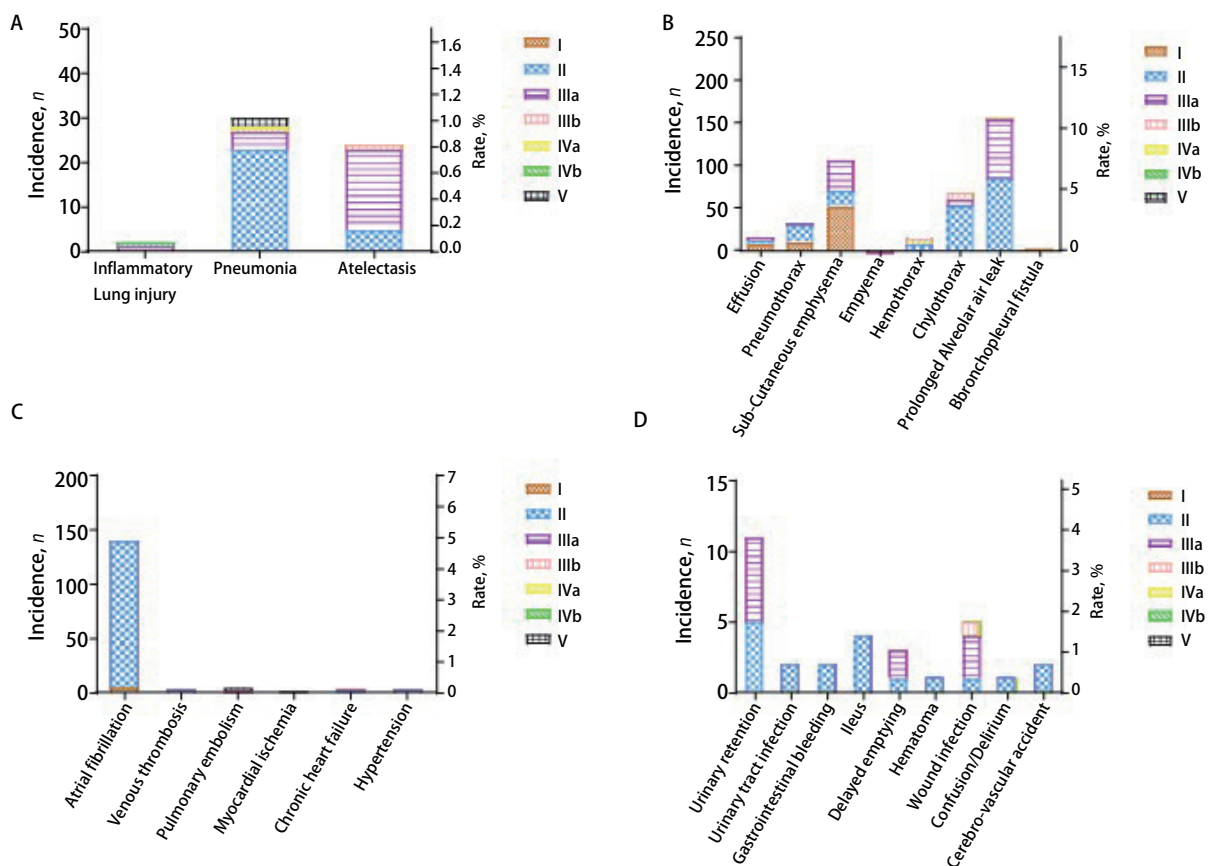 A
Incidence, n
50
40
30
20
10
0
1.6
1.4
1.2
1.0
0.8
0.6
0.4
0.2
0.0
Rate, %
Inflammatory
Lung injury
Pneumonia
Atelectasis
I
II
IIIa
IIIb
IVa
IVb
V
B
Incidence, n
250
200
150
100
50
0
15
10
5
0
Rate, %
Effusion
Pneumothorax
Sub-Cutaneous emphysema
Empyema
Hemothorax
Chylothorax
Prolonged Alveolar air leak
Bbronchopleural fistula
I
II
IIIa
IIIb
IVa
IVb
V
C
Incidence, n
200
150
100
50
0
7
6
5
4
3
2
1
0
Rate, %
Atrial fibrillation
Venous thrombosis
Pulmonary embolism
Myocardial ischemia
Chronic heart failure
Hypertension
I
II
IIIa
IIIb
IVa
IVb
V
D
Incidence, n
15
10
5
0
5
4
3
2
1
0
Rate, %
Urinary retention
Urinary tract infection
Gastrointestinal bleeding
Ileus
Delayed emptying
Hematoma
Wound infection
Confusion/Delirium
Cerebro-vascular accident
I
II
IIIa
IIIb
IVa
IVb
V